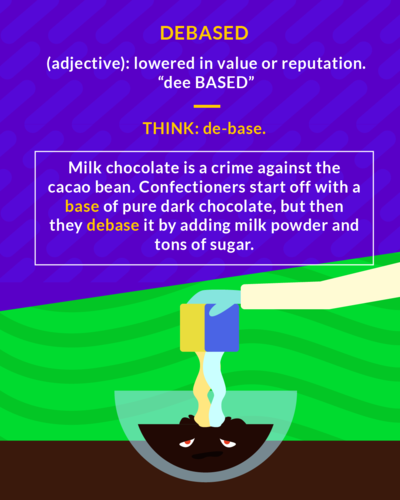 DEBASED
(adjective): lowered in value or reputation.
“dee BASED”
THINK: de-base.
Milk chocolate is a crime against the
cacao bean. Confectioners start off with a
base of pure dark chocolate, but then
they debase it by adding milk powder and
tons of sugar.